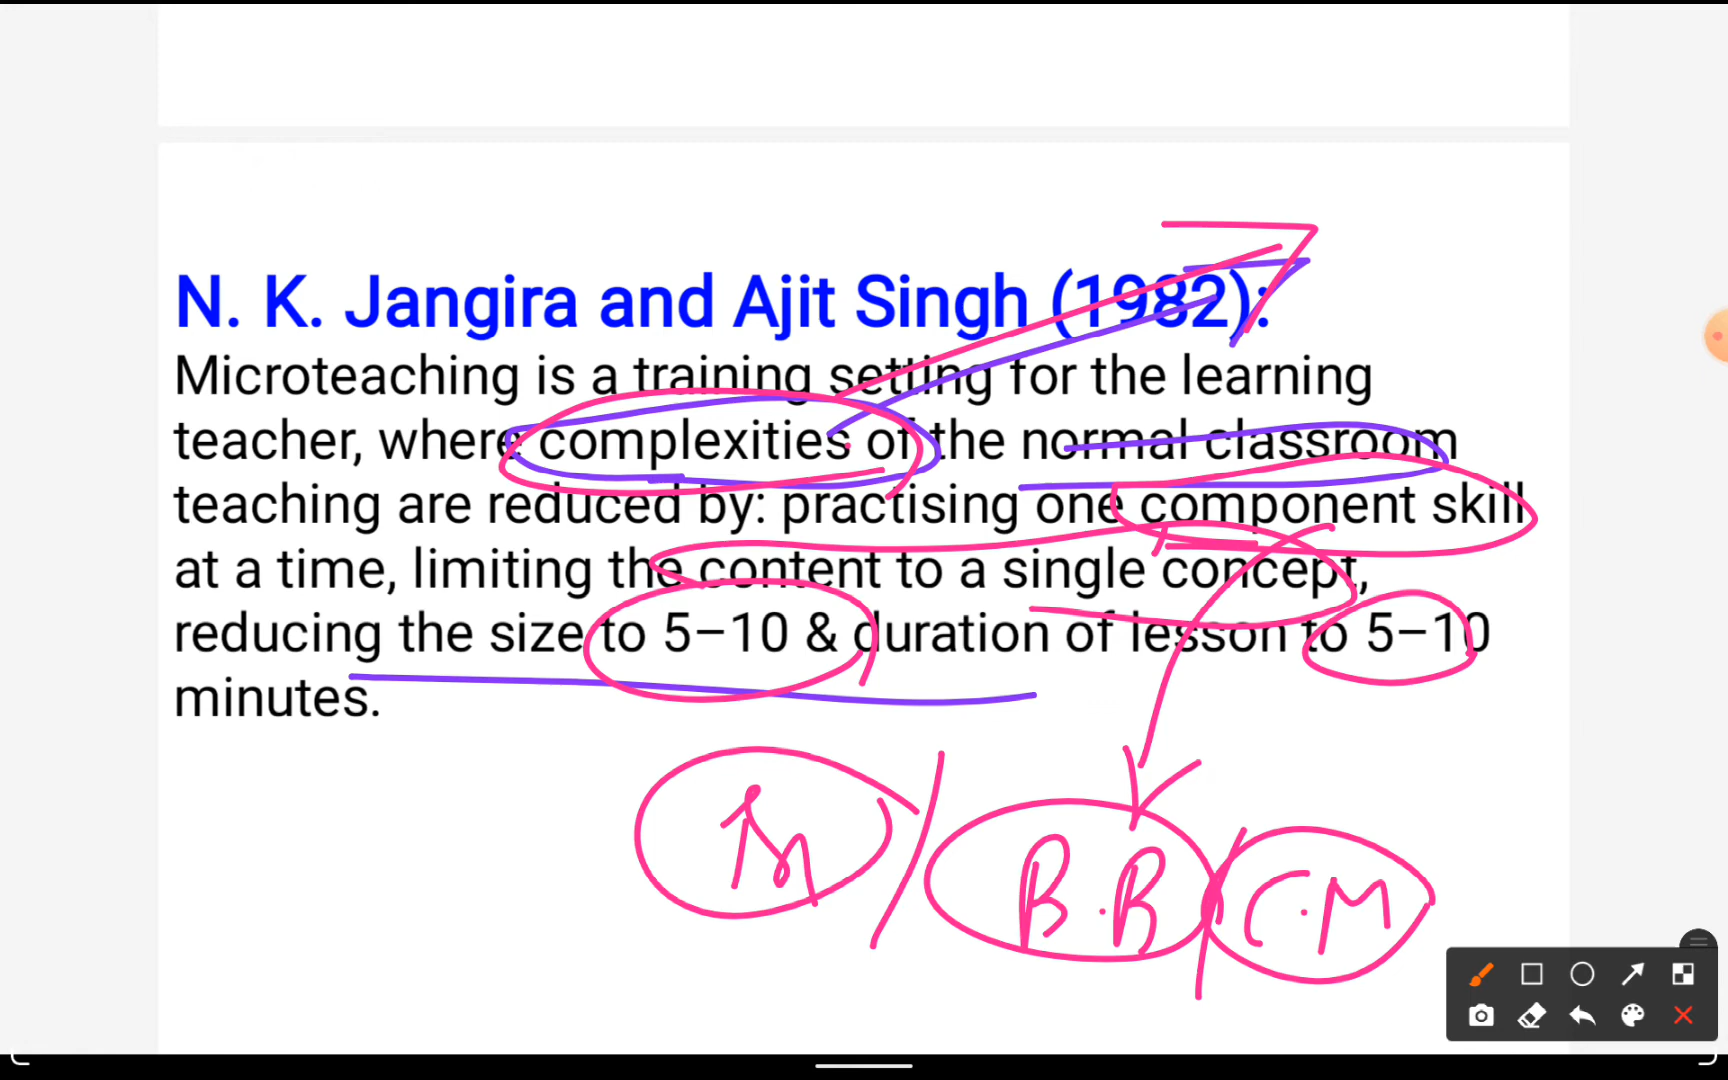 N. K. Jangira and Ajit Singh (1982):
Microteaching is a training setting for the learning
teacher, where complexities of the normal classroom
teaching are reduced by: practising one component skill
at a time, limiting the content to a single concept,
reducing the size to 5–10 & duration of lesson to 5–10
minutes.
B.B C.M